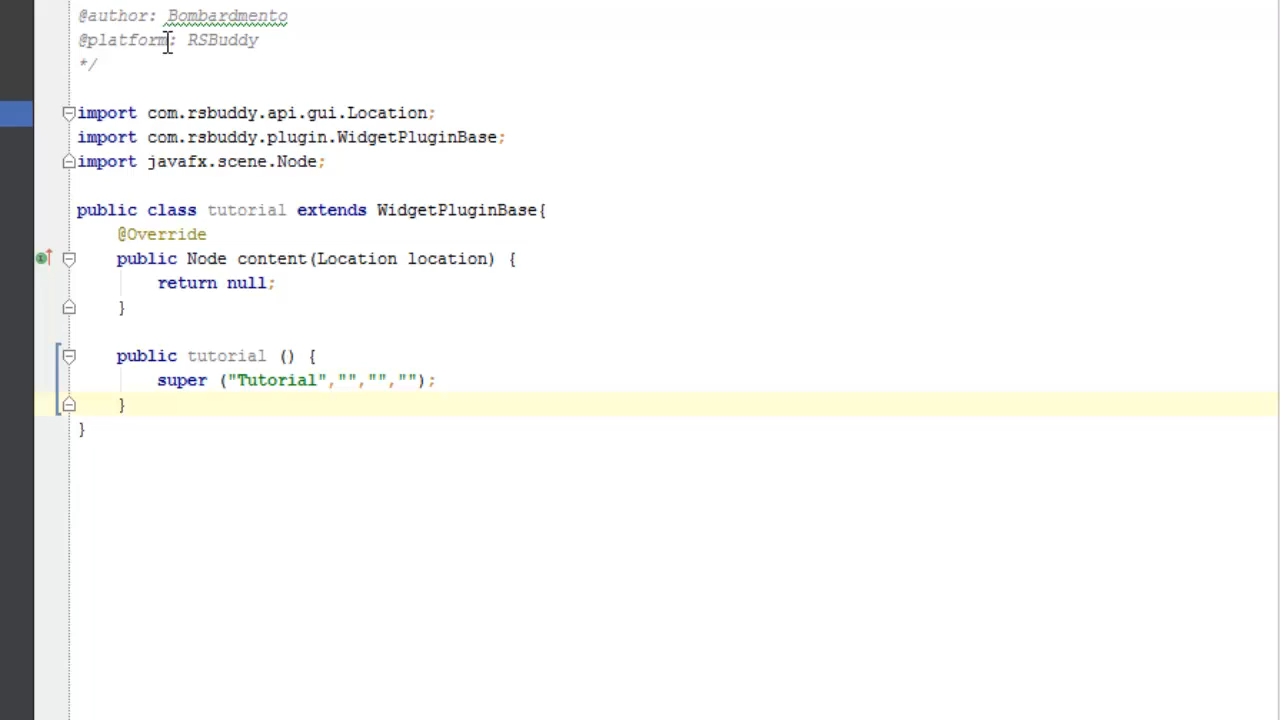 @author: Bombardmento
@platform: RSBuddy
*/
import com.rsbuddy.api.gui.Location;
import com.rsbuddy.plugin.WidgetPluginBase;
import javafx.scene.Node;
public class tutorial extends WidgetPluginBase{
@Override
public Node content(Location location) {
return null;
}
public tutorial () {
super ("Tutorial","","","");
}
}